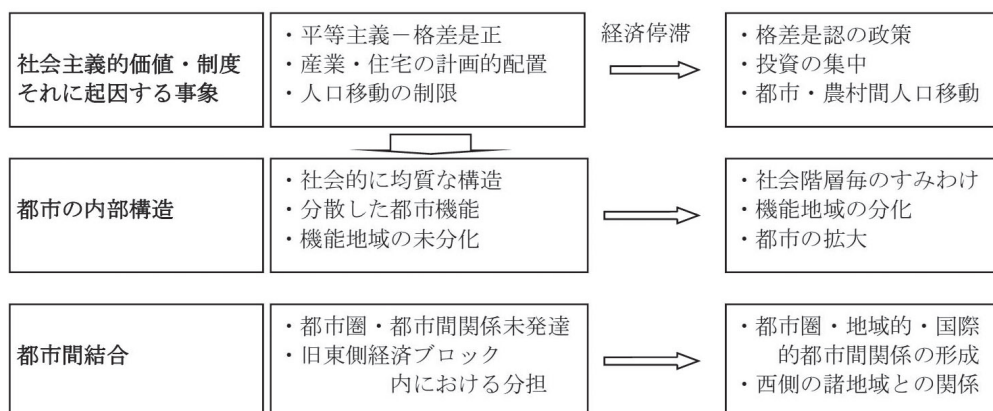 社会主義的価値・制度
それに起因する事象
・平等主義－格差是正
・産業・住宅の計画的配置
・人口移動の制限
経済停滞
・格差是認の政策
・投資の集中
・都市・農村間人口移動
都市の内部構造
・社会的に均質な構造
・分散した都市機能
・機能地域の未分化
・社会階層毎のすみわけ
・機能地域の分化
・都市の拡大
都市間結合
・都市圏・都市間関係未発達
・旧東側経済ブロック
内における分担
・都市圏・地域的・国際
的都市間関係の形成
・西側の諸地域との関係